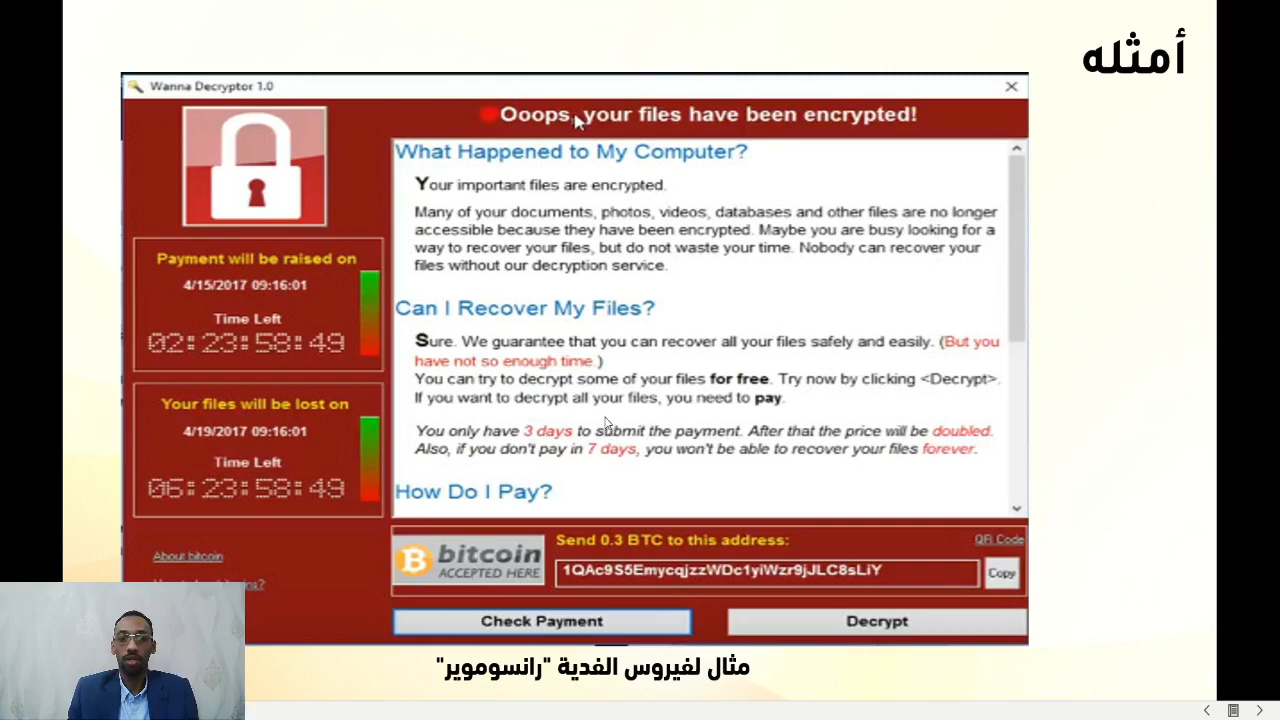 أمثله
Wanna Decryptor 1.0
Ooops, your files have been encrypted!
Payment will be raised on
4/15/2017 09:16:01
Time Left
02:23:58:49
Your files will be lost on
4/19/2017 09:16:01
Time Left
06:23:58:49
About bitcoin
What Happened to My Computer?
Your important files are encrypted.
Many of your documents, photos, videos, databases and other files are no longer
accessible because they have been encrypted. Maybe you are busy looking for a
way to recover your files, but do not waste your time. Nobody can recover your
files without our decryption service.
Can I Recover My Files?
Sure. We guarantee that you can recover all your files safely and easily. (But you
have not so enough time.)
You can try to decrypt some of your files for free. Try now by clicking <Decrypt>.
If you want to decrypt all your files, you need to pay.
You only have 3 days to submit the payment. After that the price will be doubled.
Also, if you don't pay in 7 days, you won't be able to recover your files forever.
How Do I Pay?
bitcoin
ACCEPTED HERE
Send 0.3 BTC to this address:
QR Code
1QAc9S5EmycqjzzWDc1yiWzr9jJLC8sLiY
Copy
Check Payment
Decrypt
مثال لفيروس الفدية "رانسوموير"